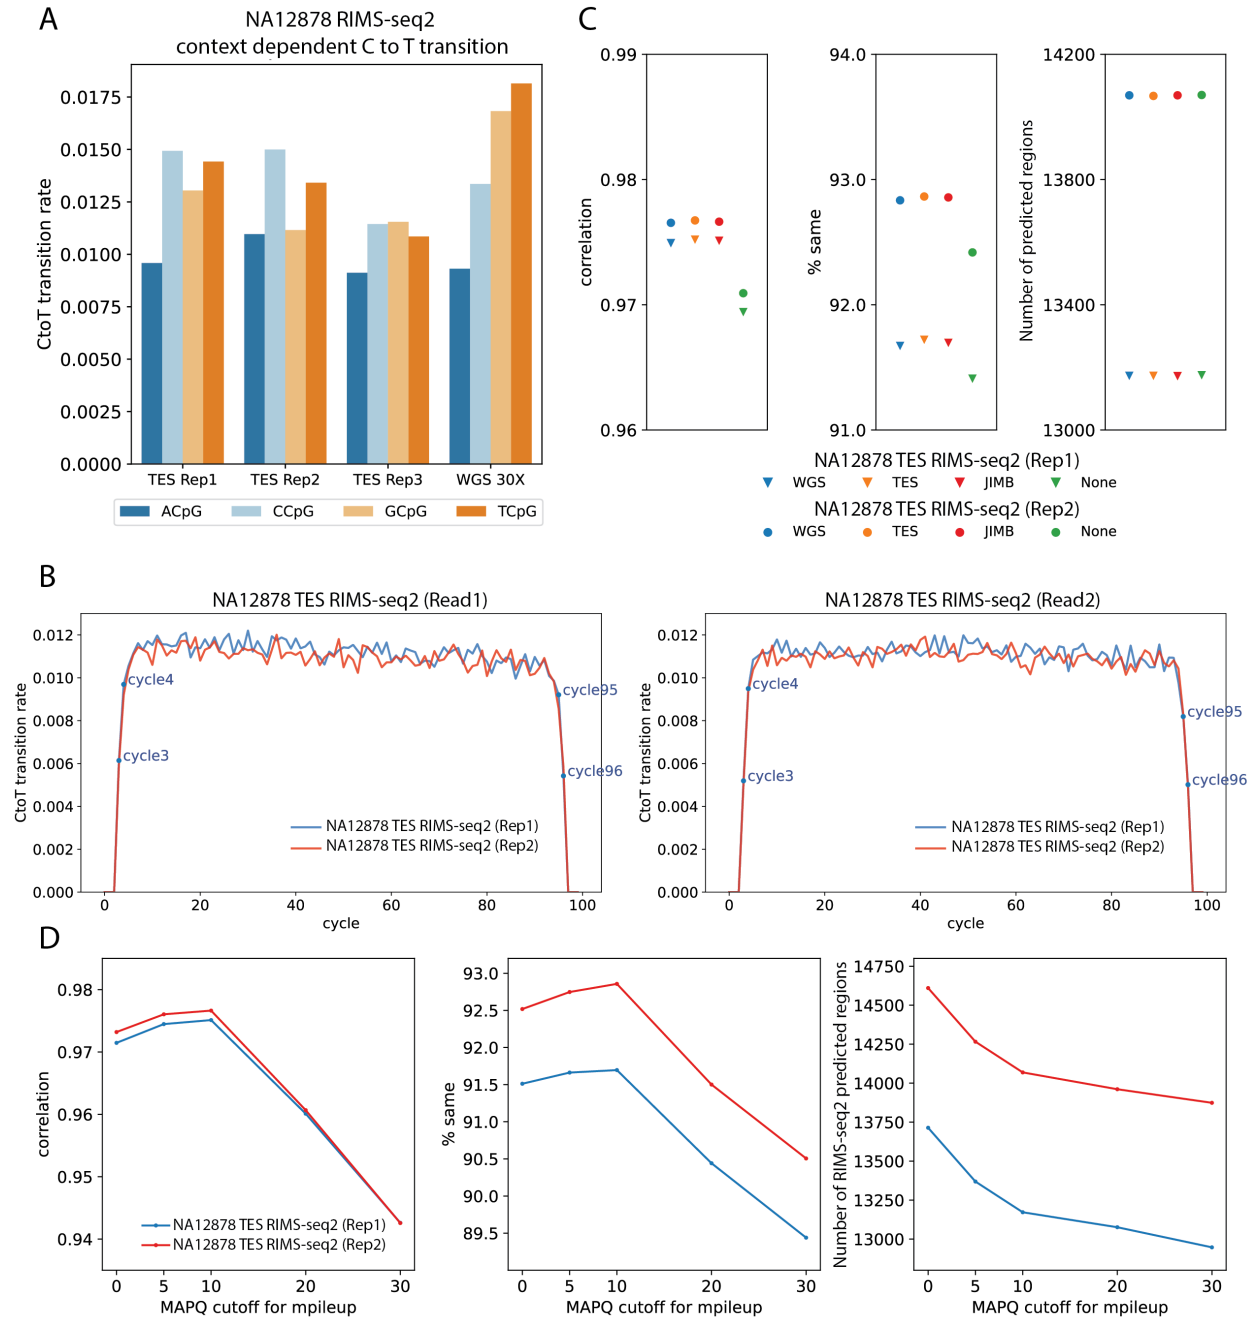 A
NA12878 RIMS-seq2
context dependent C to T transition
CtoT transition rate
0.0175
0.0150
0.0125
0.0100
0.0075
0.0050
0.0025
0.0000
TES Rep1 TES Rep2 TES Rep3 WGS 30X
ACpG CCpG GCpG TCpG
C
correlation
0.99
0.98
0.97
0.96
% same
94.0
93.0
92.0
91.0
Number of predicted regions
14200
13800
13400
13000
NA12878 TES RIMS-seq2 (Rep1)
WGS TES JIMB None
NA12878 TES RIMS-seq2 (Rep2)
WGS TES JIMB None
B
NA12878 TES RIMS-seq2 (Read1)
CtoT transition rate
0.012
0.010
0.008
0.006
0.004
0.002
0.000
cycle4
cycle3
cycle95
cycle96
NA12878 TES RIMS-seq2 (Rep1)
NA12878 TES RIMS-seq2 (Rep2)
0 20 40 60 80 100
cycle
NA12878 TES RIMS-seq2 (Read2)
CtoT transition rate
0.012
0.010
0.008
0.006
0.004
0.002
0.000
cycle4
cycle3
cycle95
cycle96
NA12878 TES RIMS-seq2 (Rep1)
NA12878 TES RIMS-seq2 (Rep2)
0 20 40 60 80 100
cycle
D
correlation
0.98
0.97
0.96
0.95
0.94
NA12878 TES RIMS-seq2 (Rep1)
NA12878 TES RIMS-seq2 (Rep2)
0 5 10 20 30
MAPQ cutoff for mpileup
% same
93.0
92.5
92.0
91.5
91.0
90.5
90.0
89.5
0 5 10 20 30
MAPQ cutoff for mpileup
Number of RIMS-seq2 predicted regions
14750
14500
14250
14000
13750
13500
13250
13000
0 5 10 20 30
MAPQ cutoff for mpileup